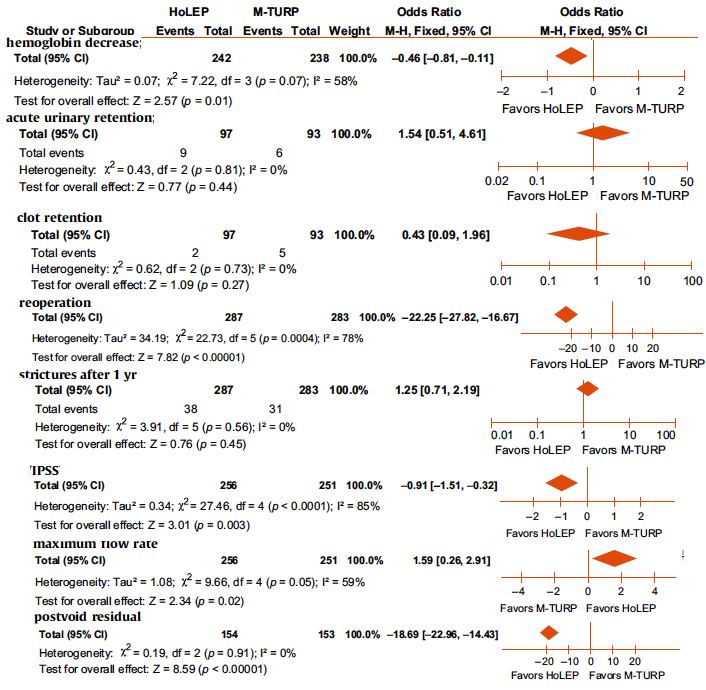 HoLEP M-TURP Odds Ratio Odds Ratio
Study or Subgroup Events Total Events Total Weight M-H, Fixed, 95% CI M-H, Fixed, 95% CI
hemoglobin decrease;
Total (95% CI) 242 238 100.0% −0.46 [−0.81, −0.11]
Heterogeneity: Tau² = 0.07; χ² = 7.22, df = 3 (p = 0.07); I² = 58%
−2 −1 0 1 2
Test for overall effect: Z = 2.57 (p = 0.01)
Favors HoLEP Favors M-TURP
acute urinary retention;
Total (95% CI) 97 93 100.0% 1.54 [0.51, 4.61]
Total events 9 6
Heterogeneity: χ² = 0.43, df = 2 (p = 0.81); I² = 0%
0.02 0.1 1 10 50
Test for overall effect: Z = 0.77 (p = 0.44)
Favors HoLEP Favors M-TURP
clot retention
Total (95% CI) 97 93 100.0% 0.43 [0.09, 1.96]
Total events 2 5
Heterogeneity: χ² = 0.62, df = 2 (p = 0.73); I² = 0%
0.01 0.1 1 10 100
Test for overall effect: Z = 1.09 (p = 0.27)
reoperation
Total (95% CI) 287 283 100.0% −22.25 [−27.82, −16.67]
Heterogeneity: Tau² = 34.19; χ² = 22.73, df = 5 (p = 0.0004); I² = 78%
−20 −10 0 10 20
Test for overall effect: Z = 7.82 (p < 0.00001)
Favors HoLEP Favors M-TURP
strictures after 1 yr
Total (95% CI) 287 283 100.0% 1.25 [0.71, 2.19]
Total events 38 31
Heterogeneity: χ² = 3.91, df = 5 (p = 0.56); I² = 0%
0.01 0.1 1 10 100
Test for overall effect: Z = 0.76 (p = 0.45)
Favors HoLEP Favors M-TURP
IPSS
Total (95% CI) 256 251 100.0% −0.91 [−1.51, −0.32]
Heterogeneity: Tau² = 0.34; χ² = 27.46, df = 4 (p < 0.0001); I² = 85%
−2 −1 0 1 2
Test for overall effect: Z = 3.01 (p = 0.003)
Favors HoLEP Favors M-TURP
maximum flow rate
Total (95% CI) 256 251 100.0% 1.59 [0.26, 2.91]
Heterogeneity: Tau² = 1.08; χ² = 9.66, df = 4 (p = 0.05); I² = 59%
−4 −2 0 2 4
Test for overall effect: Z = 2.34 (p = 0.02)
Favors M-TURP Favors HoLEP
postvoid residual
Total (95% CI) 154 153 100.0% −18.69 [−22.96, −14.43]
Heterogeneity: χ² = 0.19, df = 2 (p = 0.91); I² = 0%
−20 −10 0 10 20
Test for overall effect: Z = 8.59 (p < 0.00001)
Favors HoLEP Favors M-TURP